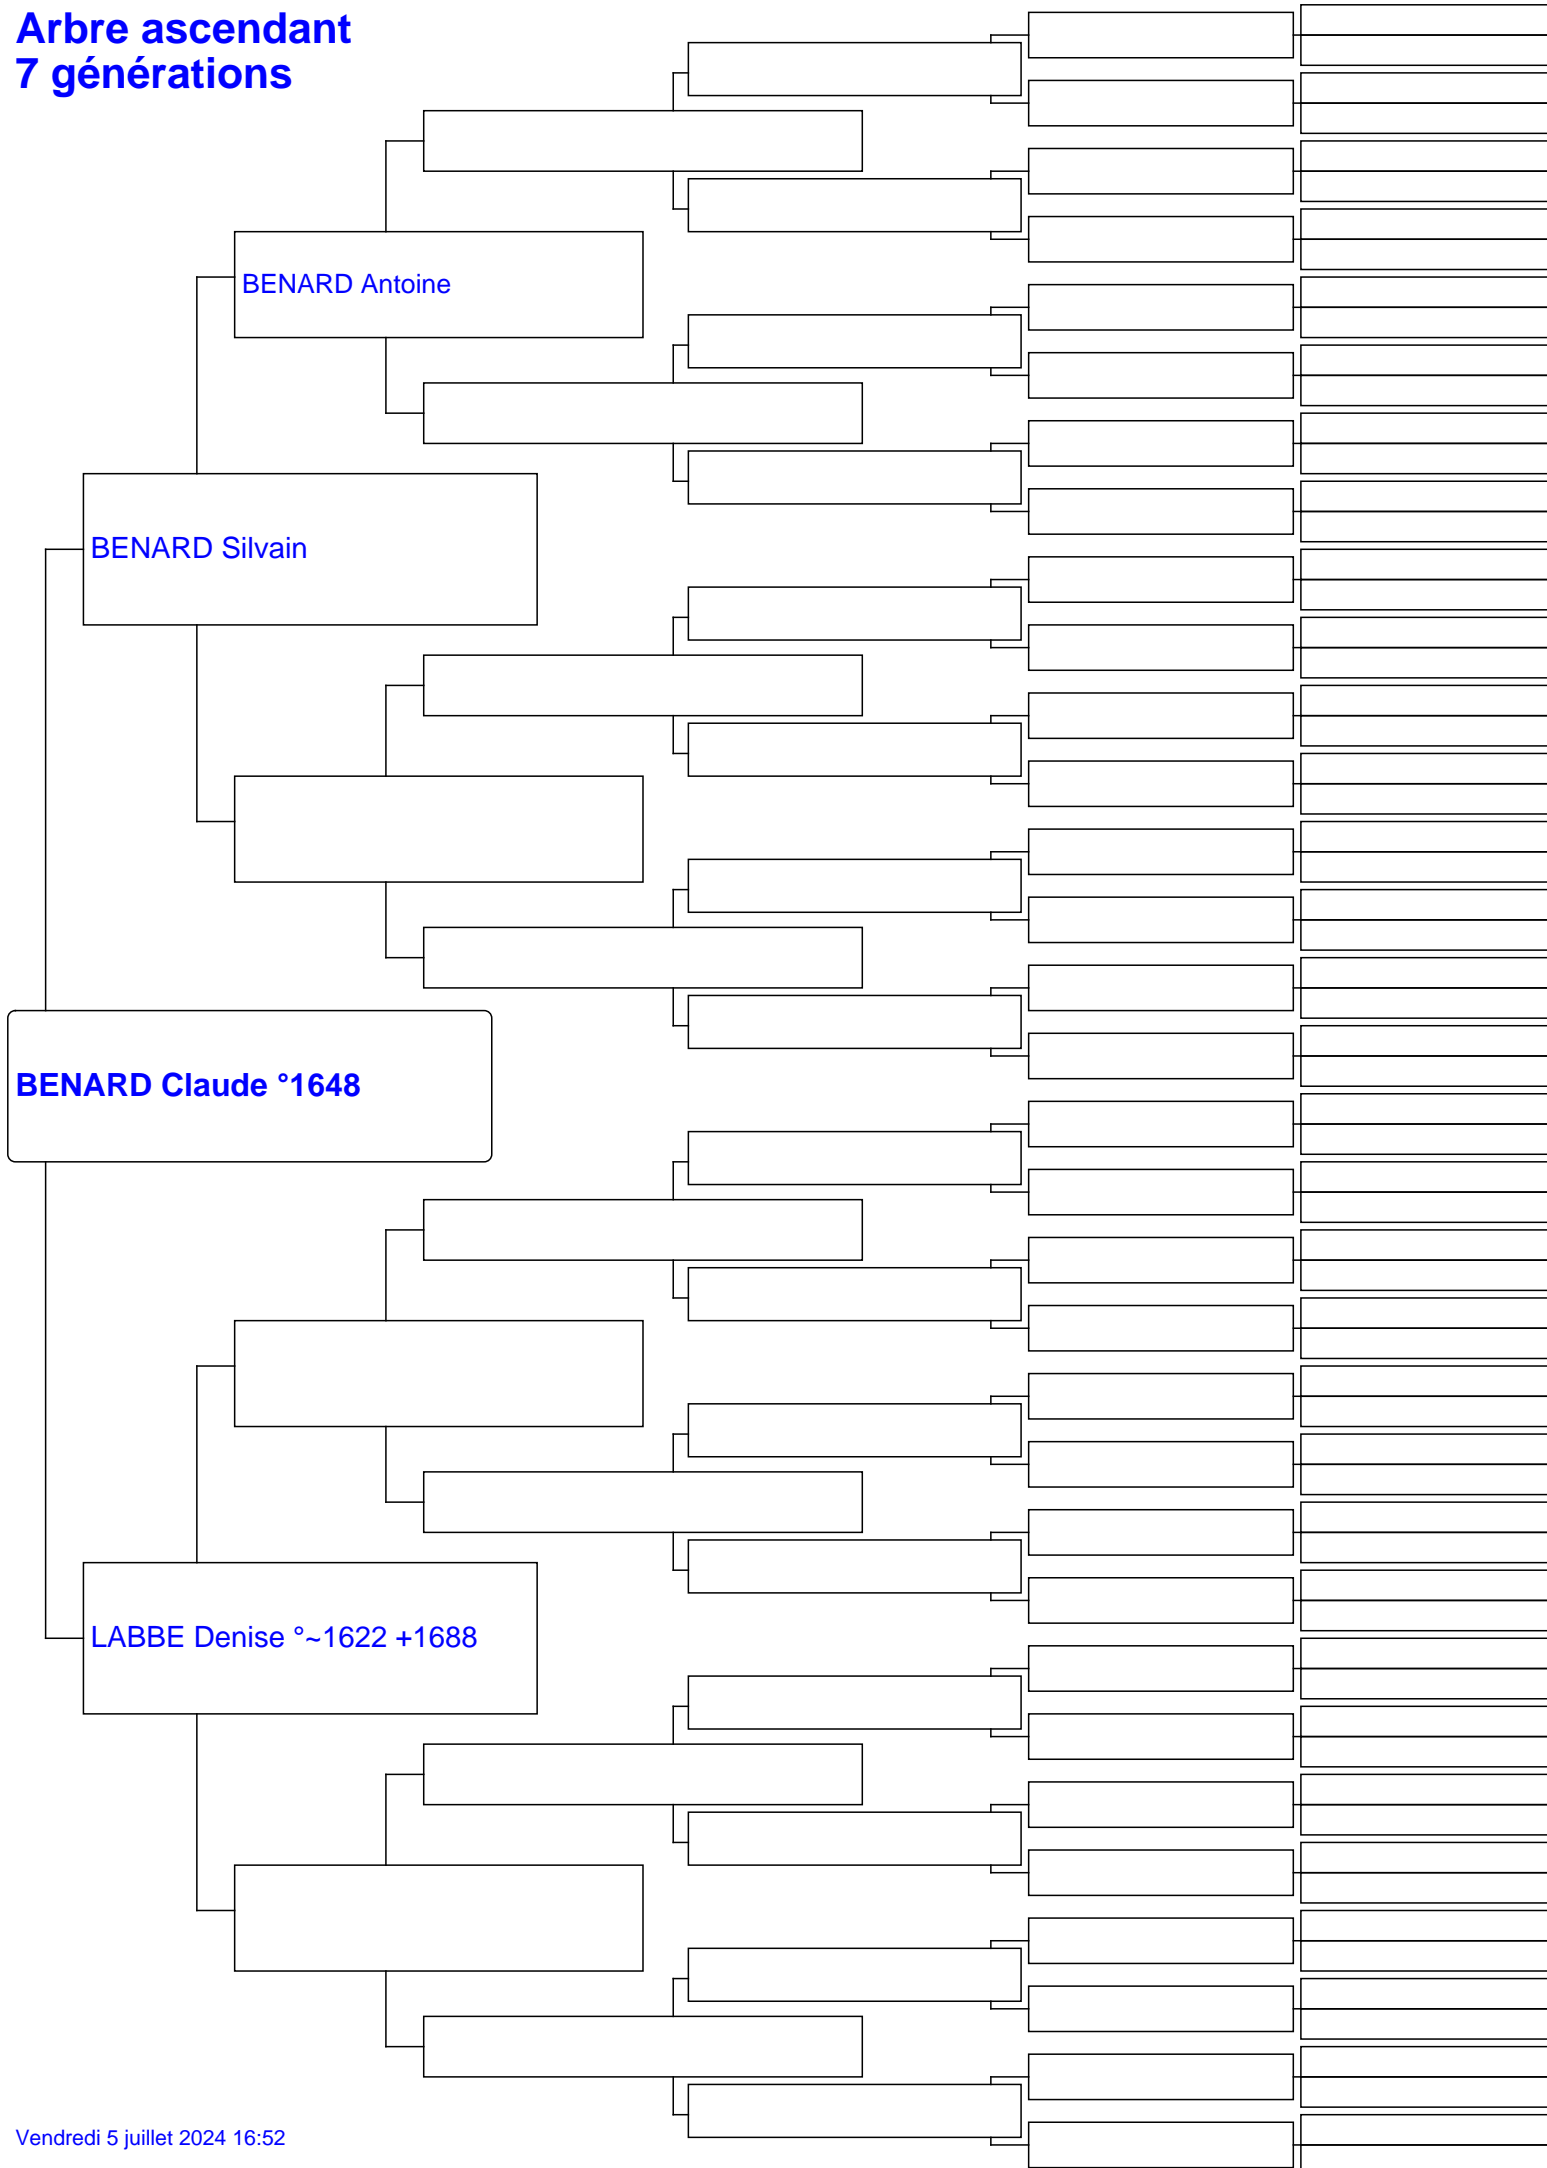 Arbre ascendant
7 générations
BENARD Antoine
BENARD Silvain
BENARD Claude °1648
LABBE Denise °~1622 +1688
Vendredi 5 juillet 2024 16:52